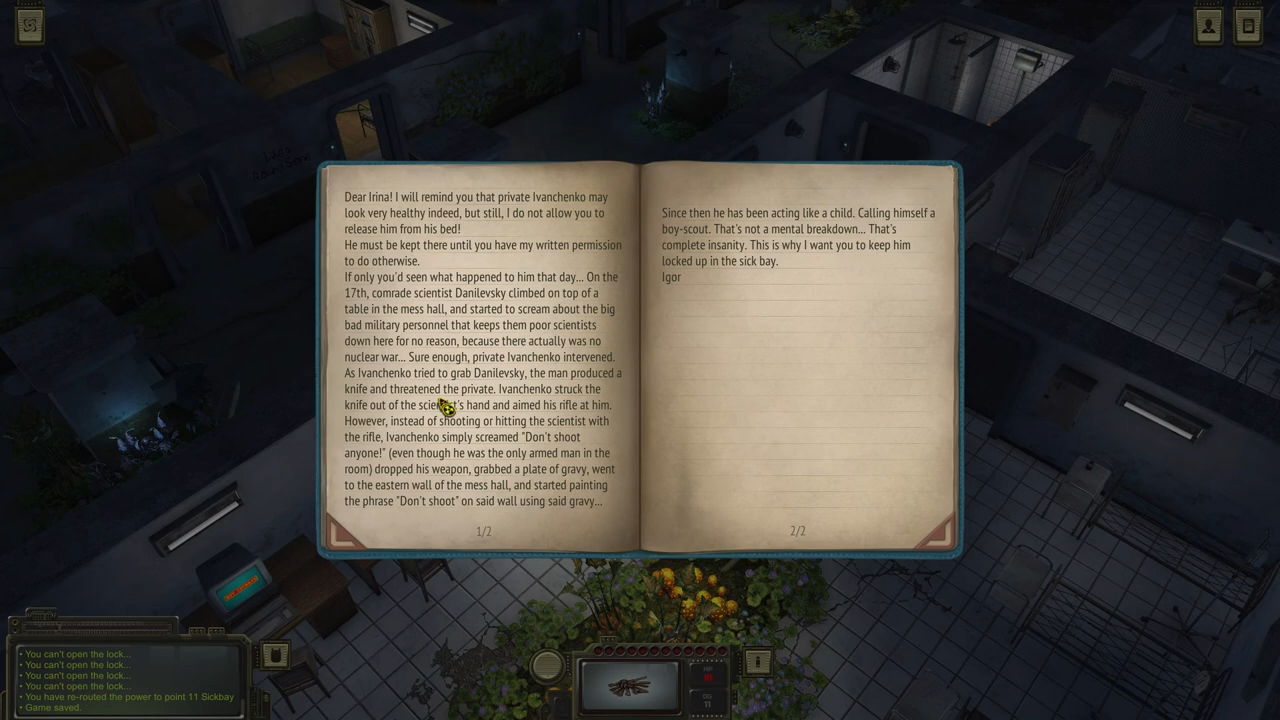 Dear Irina! I will remind you that private Ivanchenko may
look very healthy indeed, but still, I do not allow you to
release him from his bed!
He must be kept there until you have my written permission
to do otherwise.
If only you'd seen what happened to him that day... On the
17th, comrade scientist Danilevsky climbed on top of a
table in the mess hall, and started to scream about the big
bad military personnel that keeps them poor scientists
down here for no reason, because there actually was no
nuclear war... Sure enough, private Ivanchenko intervened.
As Ivanchenko tried to grab Danilevsky, the man produced a
knife and threatened the private. Ivanchenko struck the
knife out of the scientist's hand and aimed his rifle at him.
However, instead of shooting or hitting the scientist with
the rifle, Ivanchenko simply screamed "Don't shoot
anyone!" (even though he was the only armed man in the
room) dropped his weapon, grabbed a plate of gravy, went
to the eastern wall of the mess hall, and started painting
the phrase "Don't shoot" on said wall using said gravy...
1/2
Since then he has been acting like a child. Calling himself a
boy-scout. That's not a mental breakdown... That's
complete insanity. This is why I want you to keep him
locked up in the sick bay.
Igor
2/2
• You can't open the lock...
• You can't open the lock...
• You can't open the lock...
• You can't open the lock...
• You have re-routed the power to point 11 Sickbay
• Game saved.
HP
11